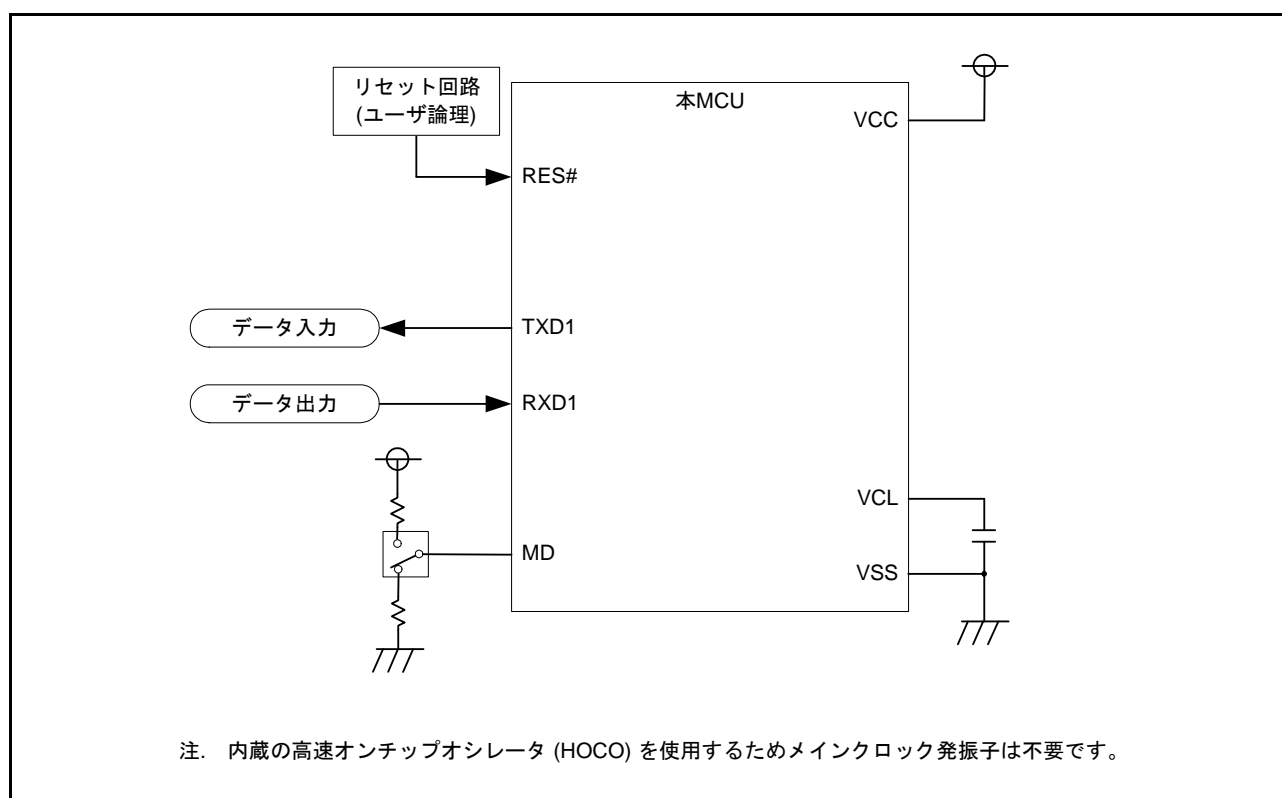 リセット回路
(ユーザ論理)
本MCU
VCC
RES#
データ入力
TXD1
データ出力
RXD1
VCL
MD
VSS
注. 内蔵の高速オンチップオシレータ (HOCO) を使用するためメインクロック発振子は不要です。